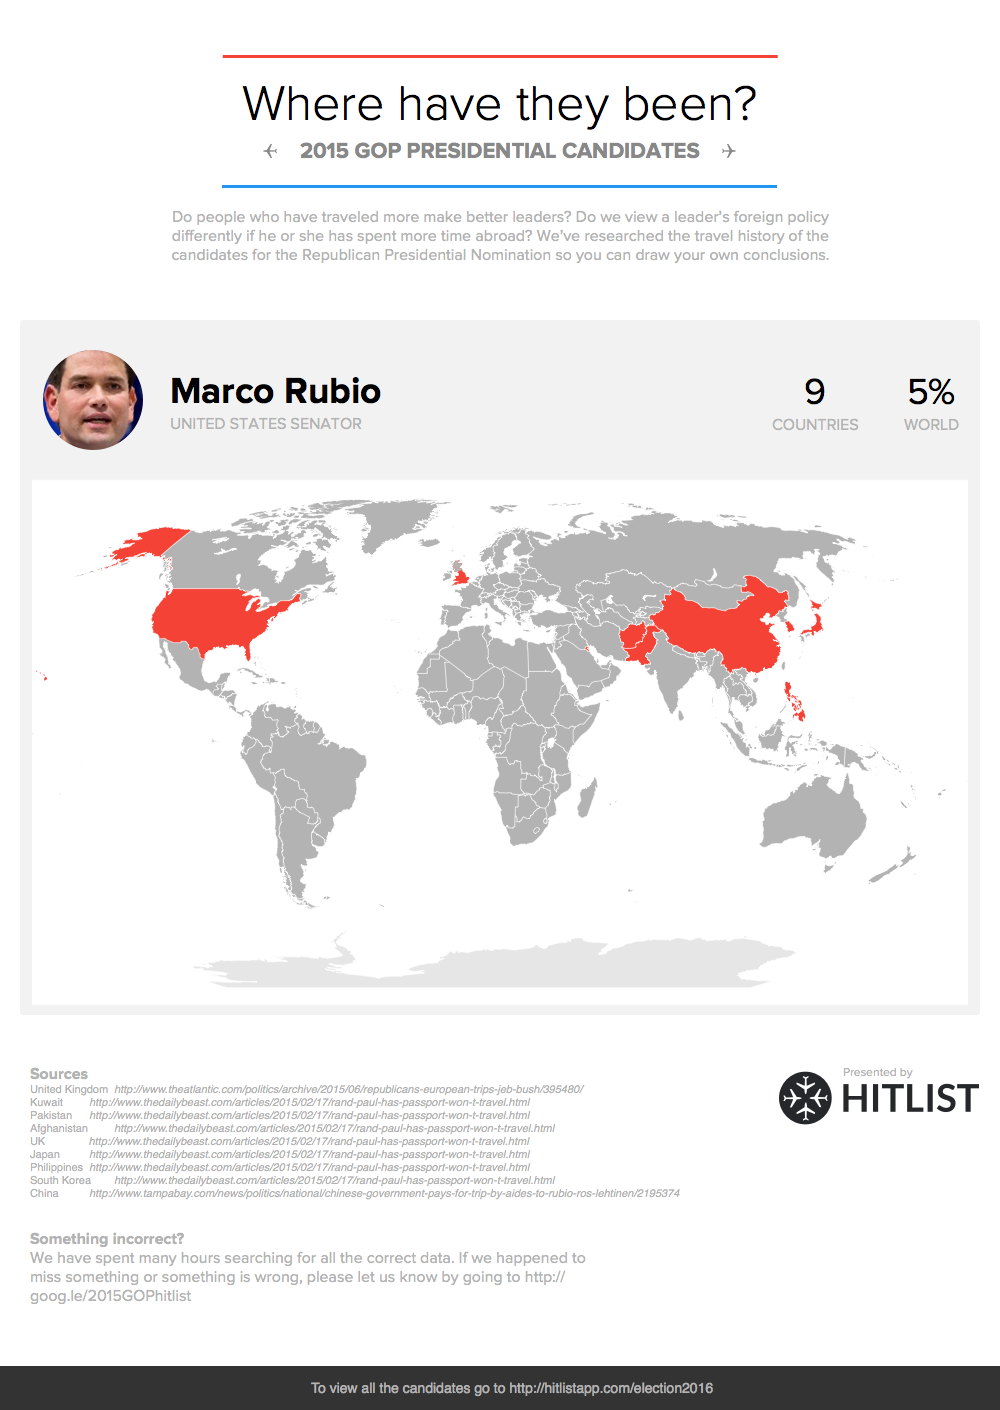 Where have they been?
2015 GOP PRESIDENTIAL CANDIDATES
Do people who have traveled more make better leaders? Do we view a leader's foreign policy
differently if he or she has spent more time abroad? We've researched the travel history of the
candidates for the Republican Presidential Nomination so you can draw your own conclusions.
Marco Rubio
UNITED STATES SENATOR
9
COUNTRIES
5%
WORLD
Sources
United Kingdom http://www.theatlantic.com/politics/archive/2015/06/republicans-european-trips-jeb-bush/395480/
Kuwait http://www.thedailybeast.com/articles/2015/02/17/rand-paul-has-passport-won-t-travel.html
Pakistan http://www.thedailybeast.com/articles/2015/02/17/rand-paul-has-passport-won-t-travel.html
Afghanistan http://www.thedailybeast.com/articles/2015/02/17/rand-paul-has-passport-won-t-travel.html
UK http://www.thedailybeast.com/articles/2015/02/17/rand-paul-has-passport-won-t-travel.html
Japan http://www.thedailybeast.com/articles/2015/02/17/rand-paul-has-passport-won-t-travel.html
Philippines http://www.thedailybeast.com/articles/2015/02/17/rand-paul-has-passport-won-t-travel.html
South Korea http://www.thedailybeast.com/articles/2015/02/17/rand-paul-has-passport-won-t-travel.html
China http://www.tampabay.com/news/politics/national/chinese-government-pays-for-trip-by-aides-to-rubio-ros-lehtinen/2195374
Presented by
HITLIST
Something incorrect?
We have spent many hours searching for all the correct data. If we happened to
miss something or something is wrong, please let us know by going to http://
goog.le/2015GOPhitlist
To view all the candidates go to http://hitlistapp.com/election2016